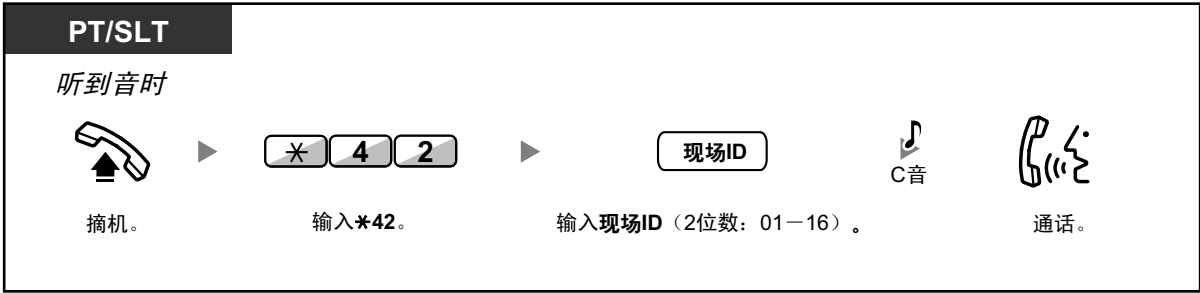 PT/SLT
听到音时
* 4 2
现场ID
C音
摘机。
输入*42。
输入现场ID（2位数：01－16）。
通话。